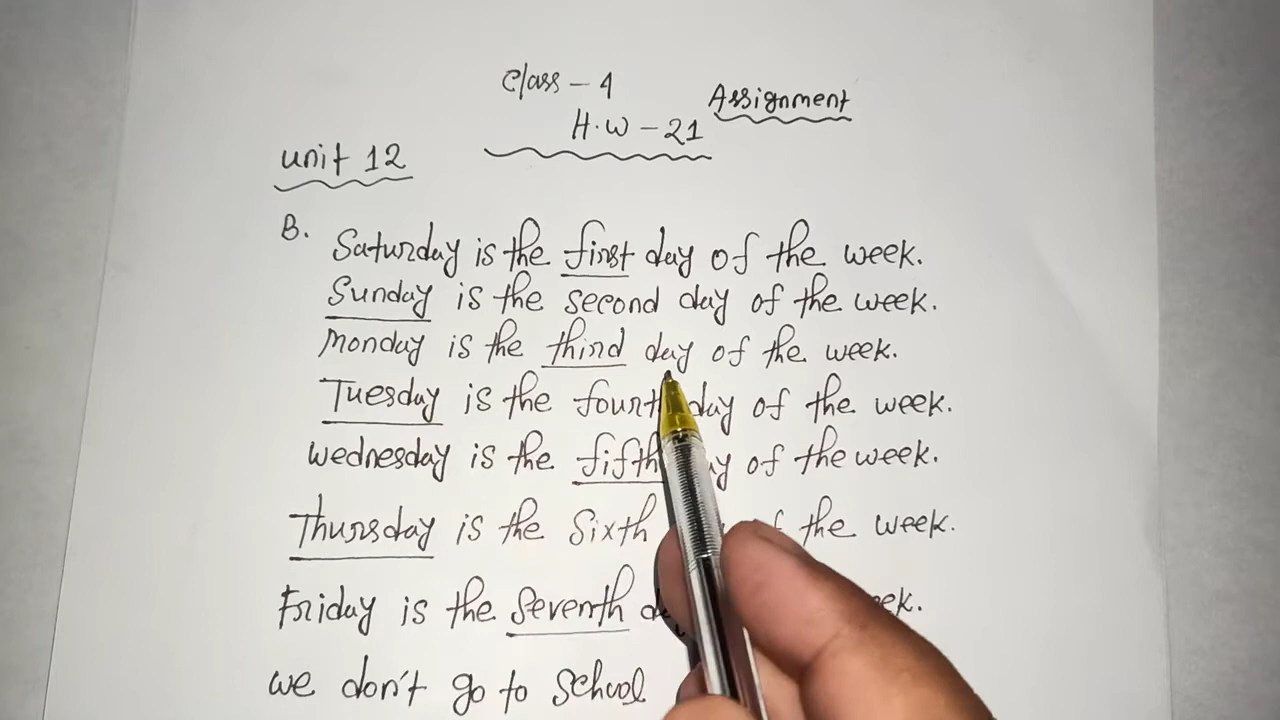 Class - 4
Assignment
H.W - 21
unit 12
B.
Saturday is the first day of the week.
Sunday is the second day of the week.
Monday is the third day of the week.
Tuesday is the fourth day of the week.
Wednesday is the fifth day of the week.
Thursday is the Sixth the week.
Friday is the Seventh
we don't go to School